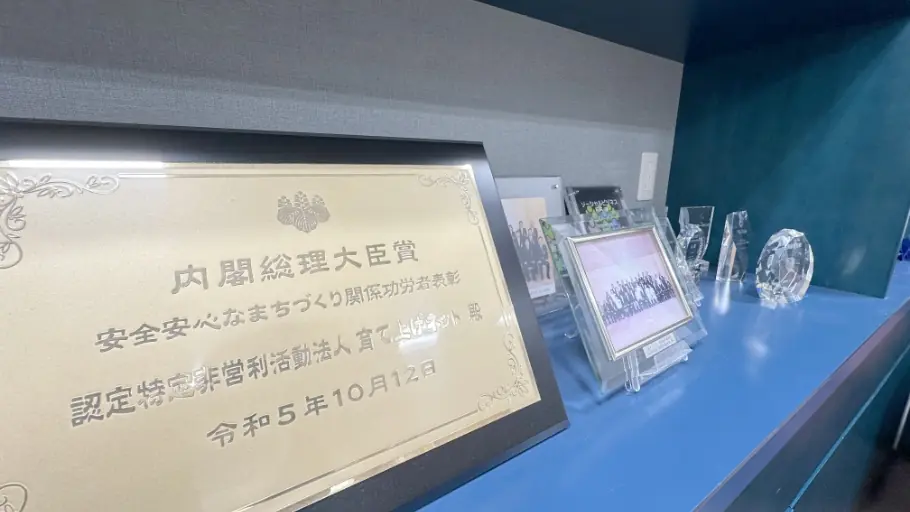 内閣総理大臣賞
安全安心なまちづくり関係功労者表彰
認定特定非営利活動法人 育て上げネット 殿
令和5年10月12日